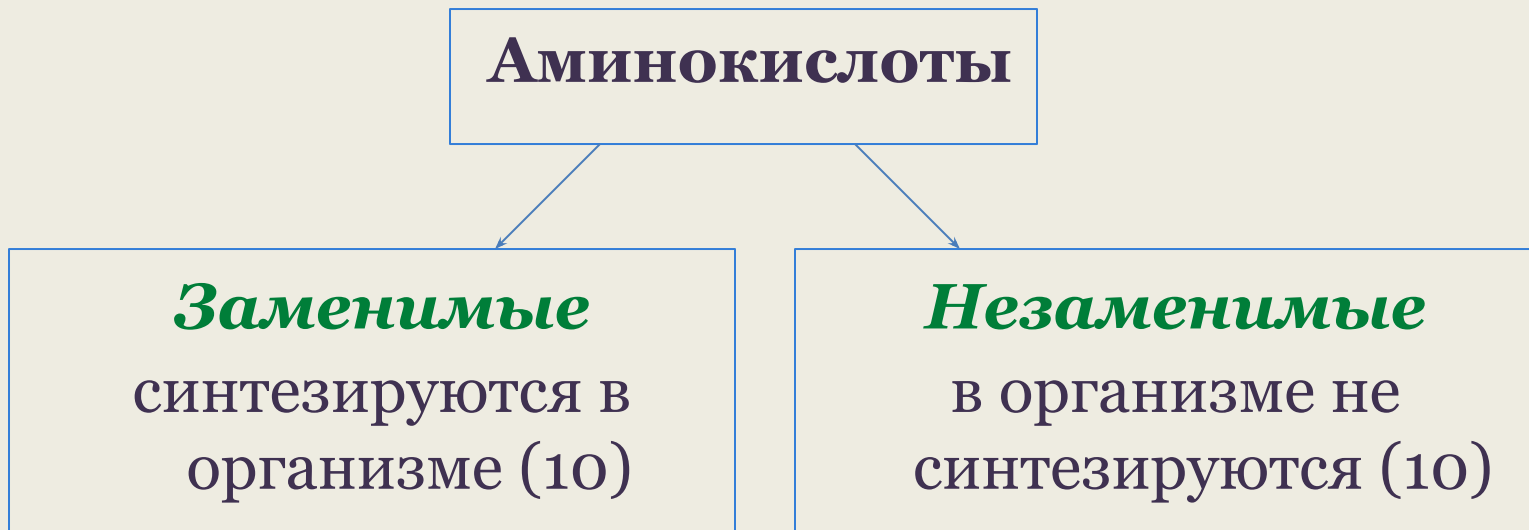 Аминокислоты
Заменимые
синтезируются в
организме (10)
Незаменимые
в организме не
синтезируются (10)